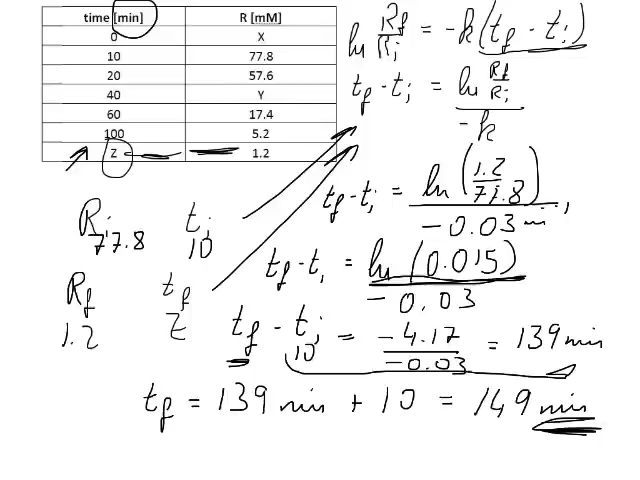 time [min] R [mM]
0 X
10 77.8
20 57.6
40 Y
60 17.4
100 5.2
Z 1.2
ln Rf/Ri = -k(tf - ti)
tf - ti = ln Rf/Ri / -k
tf - ti = ln(1.2/77.8) / -0.03 min
tf - ti = ln(0.015) / -0.03
Ri ti
77.8 10
Rf tf
1.2 Z
tf - ti = -4.17 / -0.03 = 139 min
10
tf = 139 min + 10 = 149 min